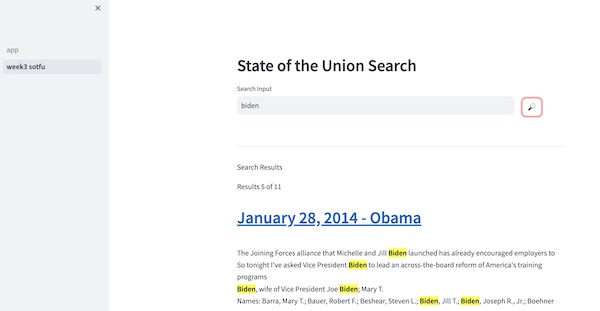 ×
app
week3 sotfu
State of the Union Search
Search Input
biden
Search Results
Results 5 of 11
January 28, 2014 - Obama
The Joining Forces alliance that Michelle and Jill Biden launched has already encouraged employers to
So tonight I've asked Vice President Biden to lead an across-the-board reform of America's training
programs
Biden, wife of Vice President Joe Biden; Mary T.
Names: Barra, Mary T.; Bauer, Robert F.; Beshear, Steven L.; Biden, Jill T.; Biden, Joseph R., Jr.; Boehner